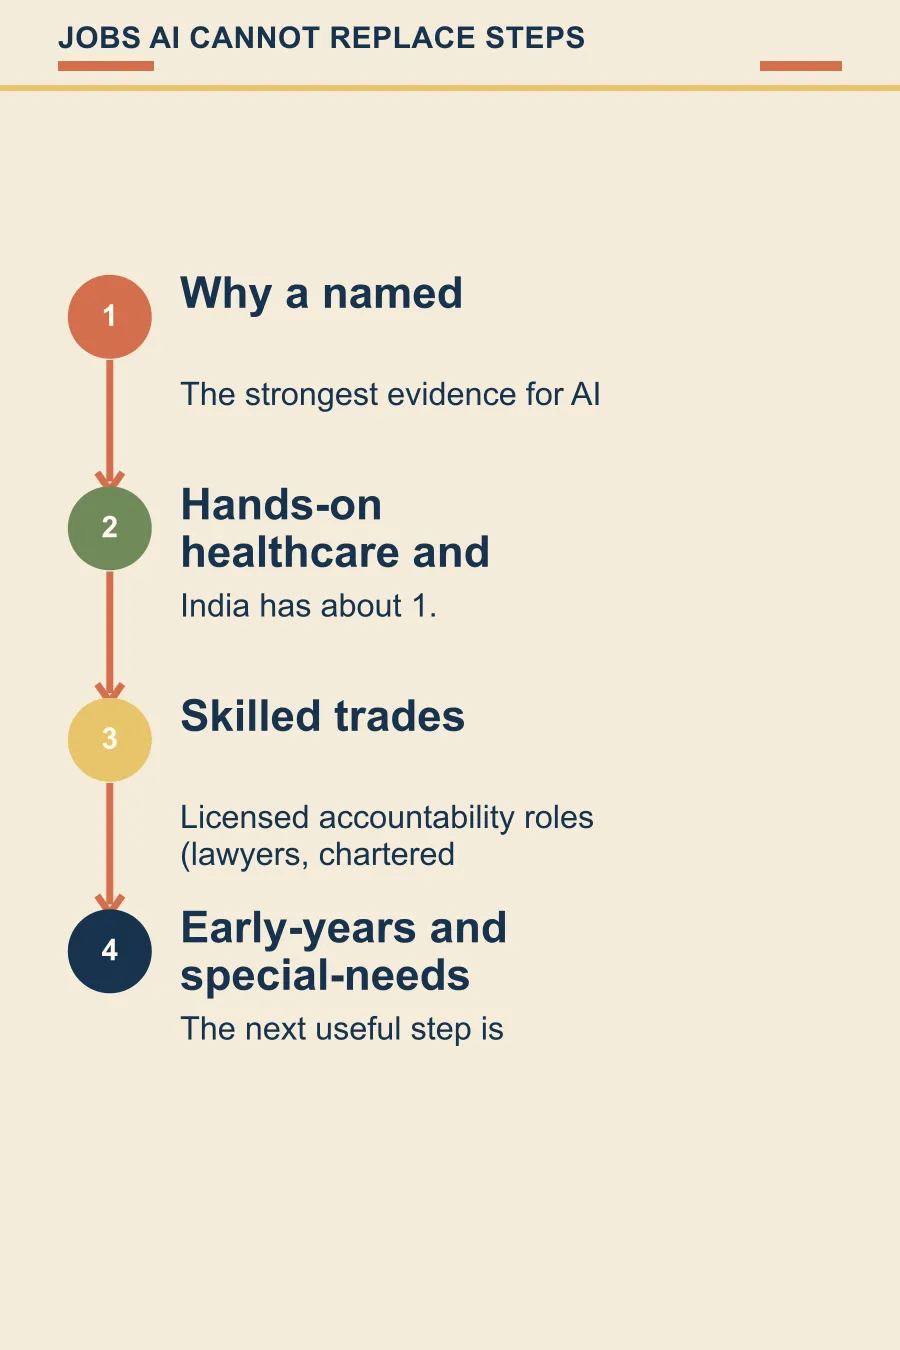 JOBS AI CANNOT REPLACE STEPS
1
Why a named
The strongest evidence for AI
2
Hands-on
healthcare and
India has about 1.
3
Skilled trades
Licensed accountability roles
(lawyers, chartered
4
Early-years and
special-needs
The next useful step is